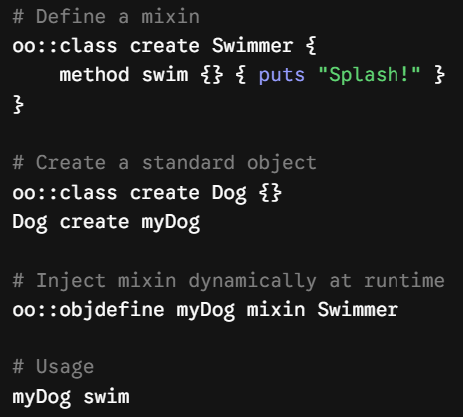 # Define a mixin
oo::class create Swimmer {
    method swim {} { puts "Splash!" }
}

# Create a standard object
oo::class create Dog {}
Dog create myDog

# Inject mixin dynamically at runtime
oo::objdefine myDog mixin Swimmer

# Usage
myDog swim